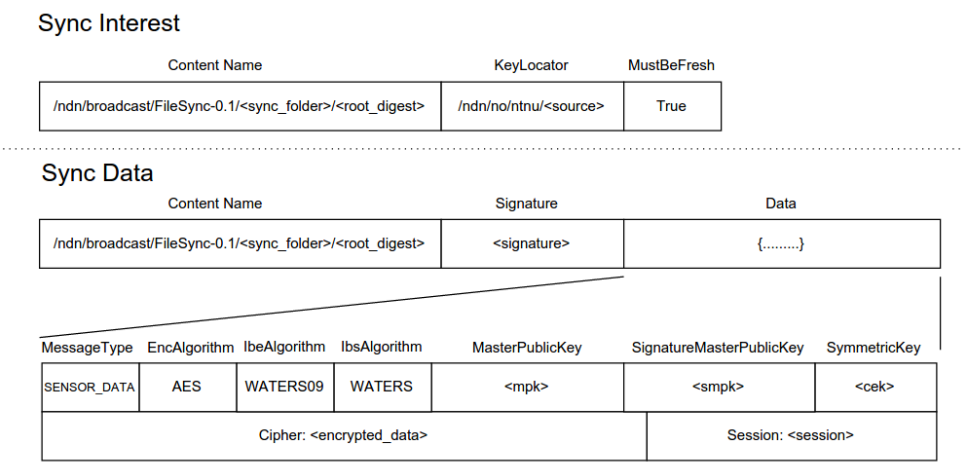 Sync Interest
Content Name KeyLocator MustBeFresh
/ndn/broadcast/FileSync-0.1/<sync_folder>/<root_digest> /ndn/no/ntnu/<source> True
Sync Data
Content Name Signature Data
/ndn/broadcast/FileSync-0.1/<sync_folder>/<root_digest> <signature> {.........}
MessageType EncAlgorithm IbeAlgorithm IbsAlgorithm MasterPublicKey SignatureMasterPublicKey SymmetricKey
SENSOR_DATA AES WATERS09 WATERS <mpk> <smpk> <cek>
Cipher: <encrypted_data> Session: <session>